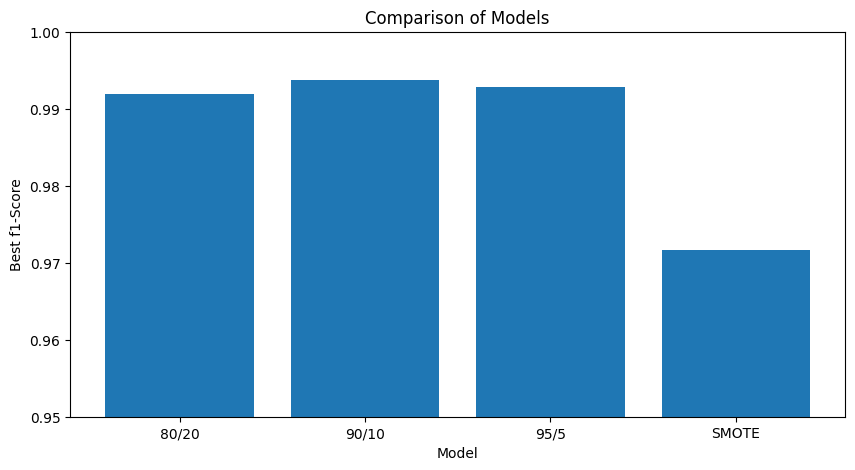 Comparison of Models
1.00
0.99
0.98
0.97
0.96
0.95
Best f1-Score
80/20 90/10 95/5 SMOTE
Model